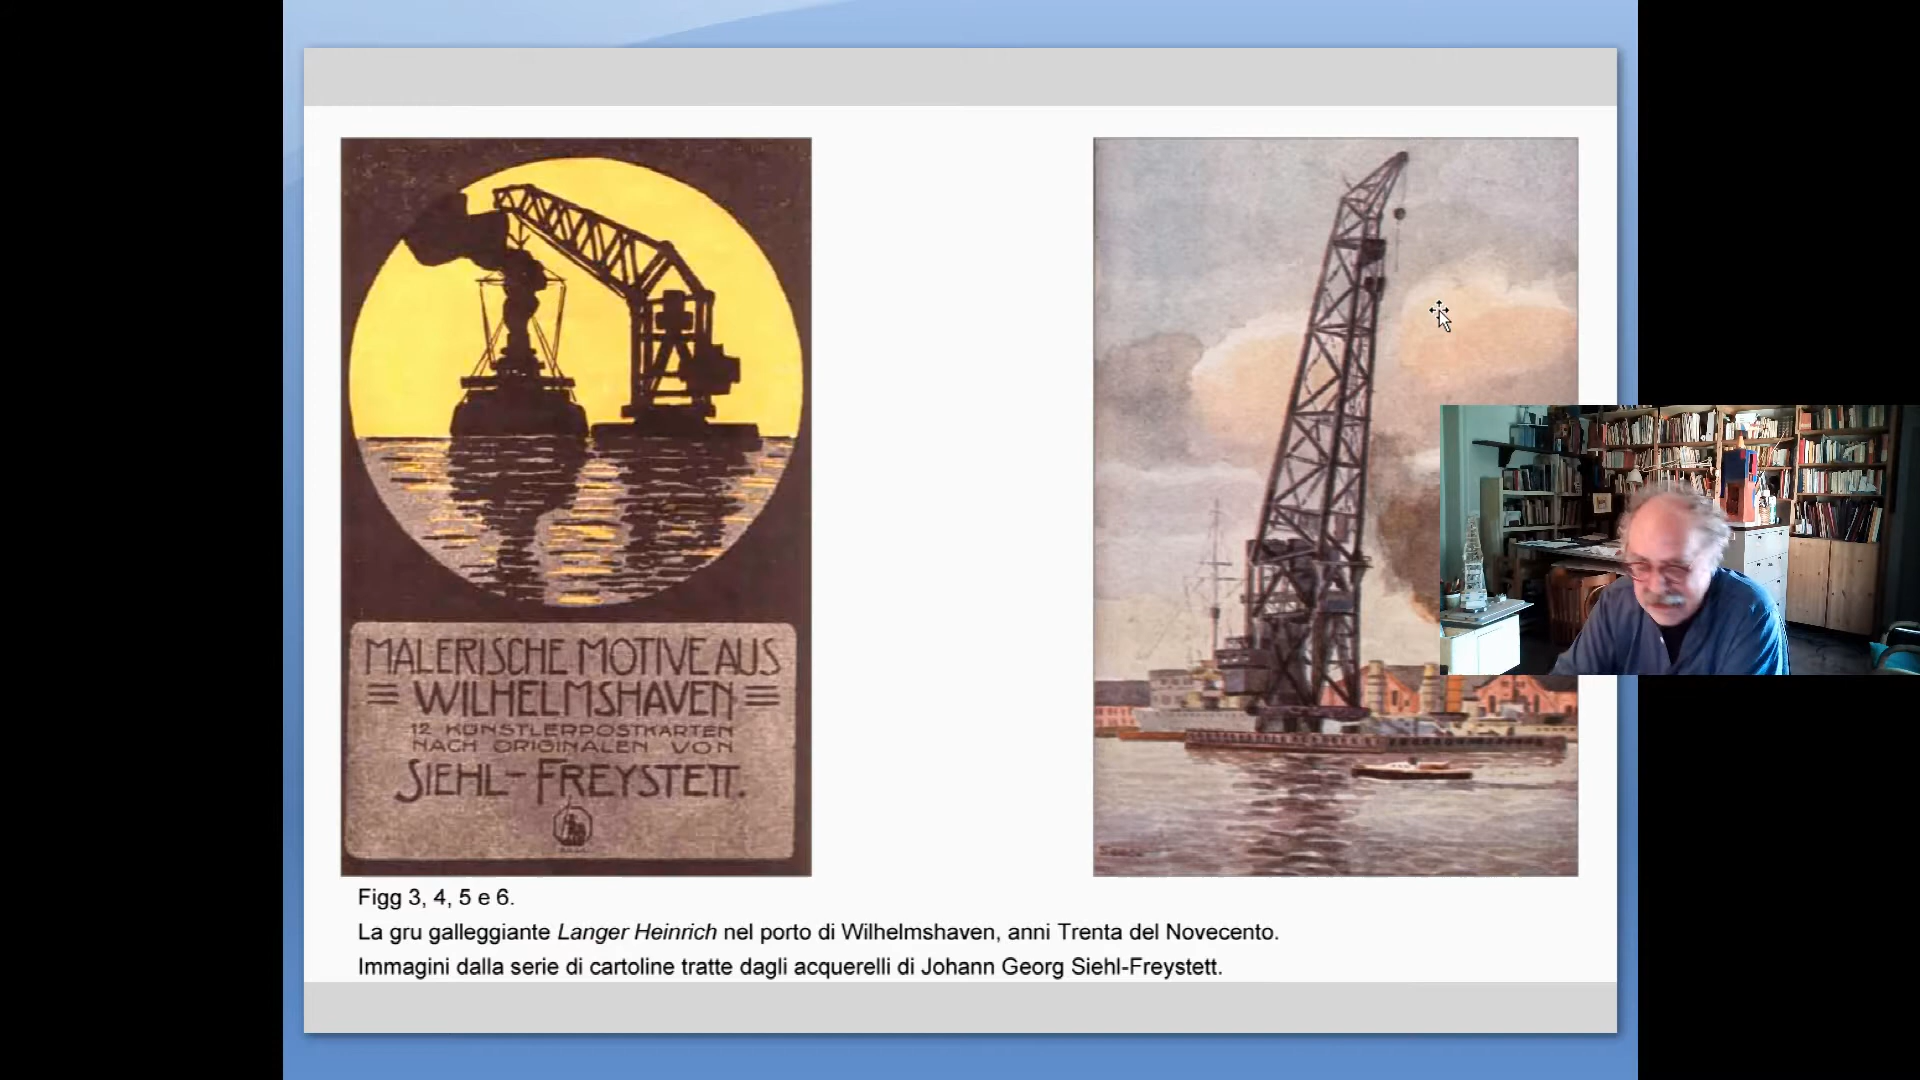 MALERISCHE MOTIVE AUS
WILHELMSHAVEN
12 KÜNSTLERPOSTKARTEN
NACH ORIGINALEN VON
SIEHL-FREYSTETT.
Figg 3, 4, 5 e 6.
La gru galleggiante Langer Heinrich nel porto di Wilhelmshaven, anni Trenta del Novecento.
Immagini dalla serie di cartoline tratte dagli acquerelli di Johann Georg Siehl-Freystett.